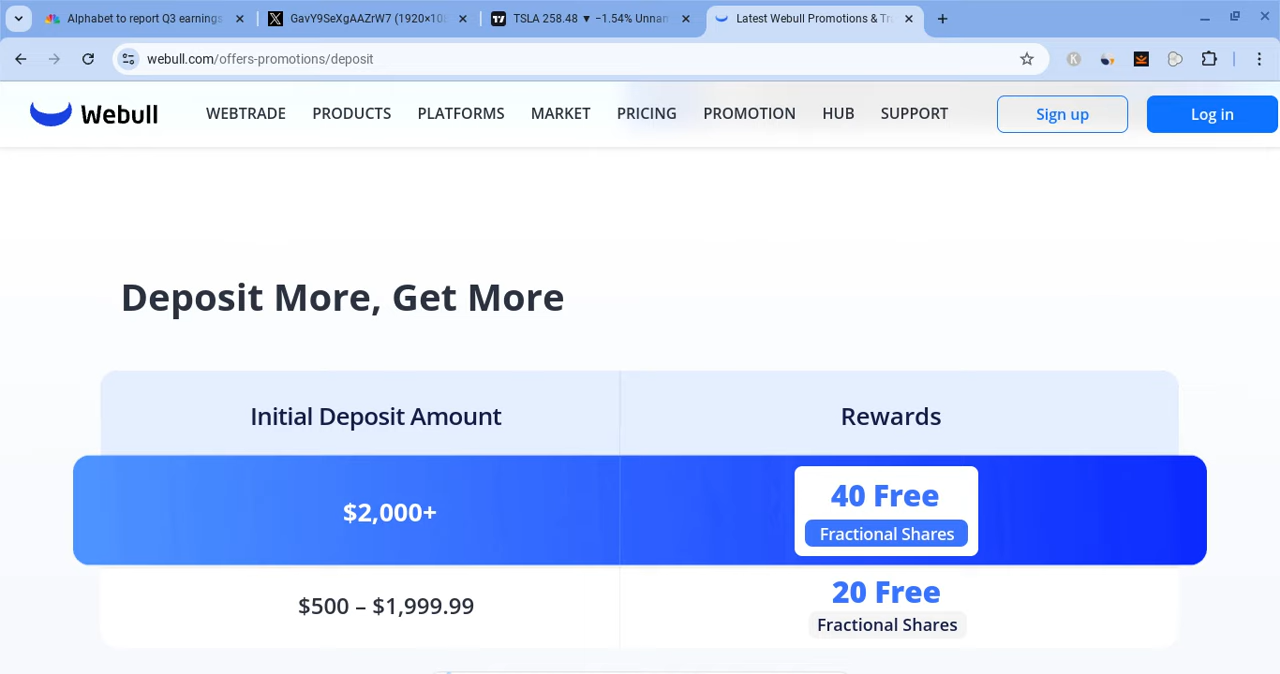 Alphabet to report Q3 earnings
GavY9SeXgAAZrW7 (1920×10
TSLA 258.48 ▼ −1.54% Unnan
Latest Webull Promotions & Tr
webull.com/offers-promotions/deposit
Webull
WEBTRADE
PRODUCTS
PLATFORMS
MARKET
PRICING
PROMOTION
HUB
SUPPORT
Sign up
Log in
Deposit More, Get More
Initial Deposit Amount
Rewards
$2,000+
40 Free
Fractional Shares
$500 – $1,999.99
20 Free
Fractional Shares